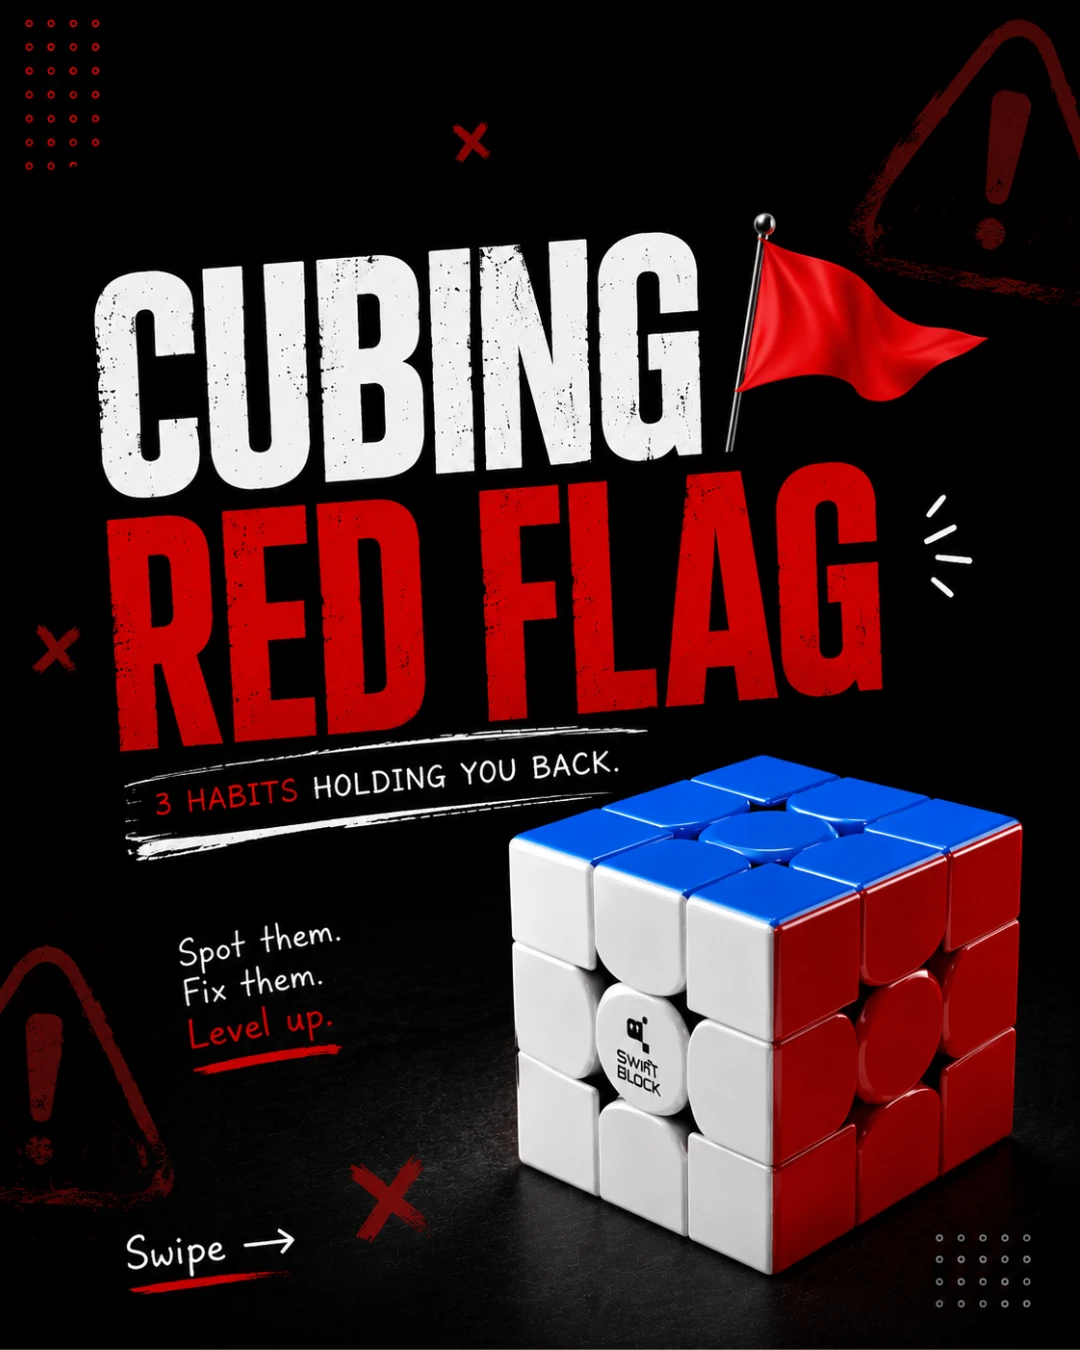 CUBING
RED FLAG
3 HABITS HOLDING YOU BACK.
Spot them.
Fix them.
Level up.
SWIFT
BLOCK
Swipe →